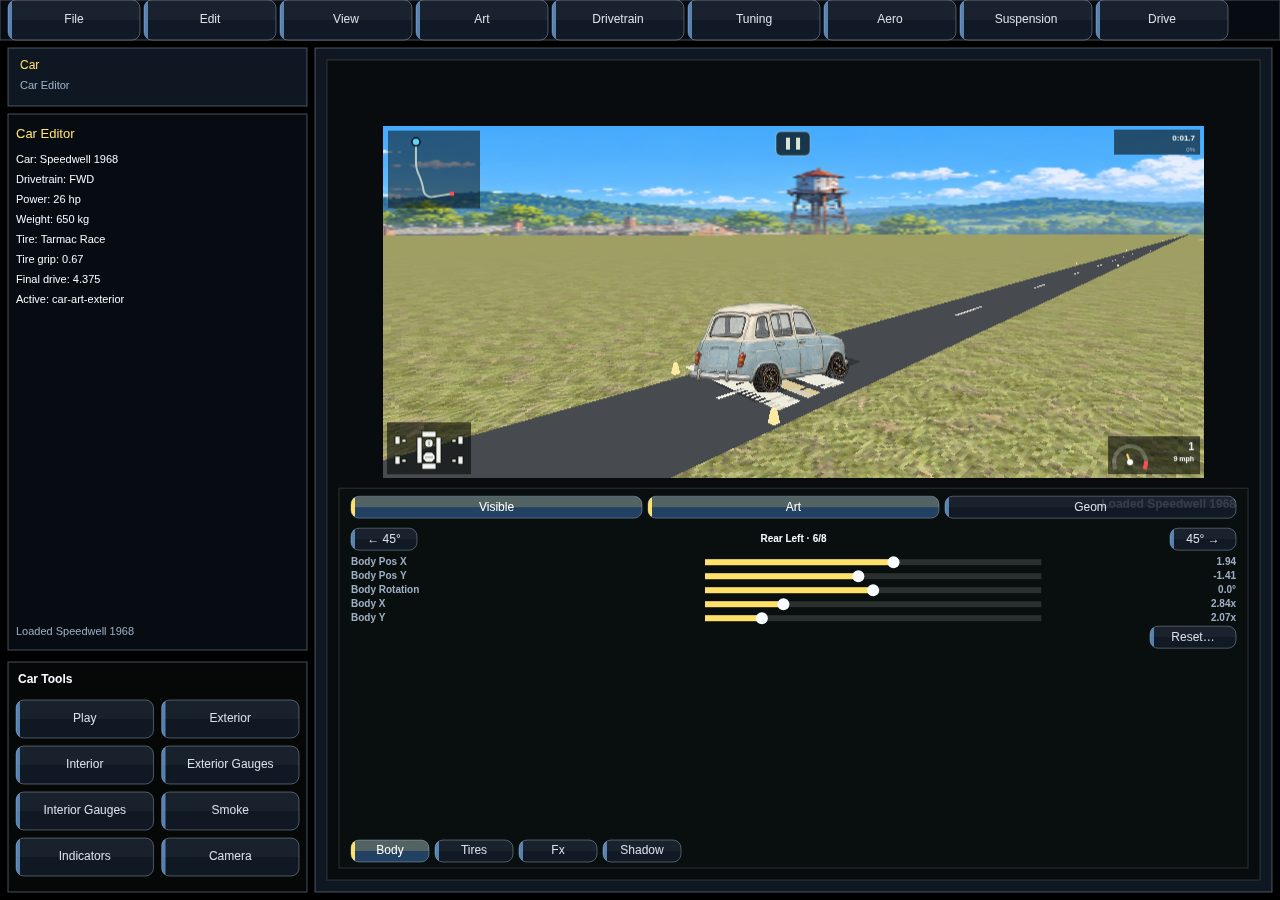 File
Edit
View
Art
Drivetrain
Tuning
Aero
Suspension
Drive
Car
Car Editor
Car Editor
Car: Speedwell 1968
Drivetrain: FWD
Power: 26 hp
Weight: 650 kg
Tire: Tarmac Race
Tire grip: 0.67
Final drive: 4.375
Active: car-art-exterior
Loaded Speedwell 1968
Car Tools
Play
Exterior
Interior
Exterior Gauges
Interior Gauges
Smoke
Indicators
Camera
0:01.7
0%
1
9 mph
Visible
Art
Geom
Loaded Speedwell 1968
← 45°
Rear Left · 6/8
45° →
Body Pos X 1.94
Body Pos Y -1.41
Body Rotation 0.0°
Body X 2.84x
Body Y 2.07x
Reset…
Body
Tires
Fx
Shadow